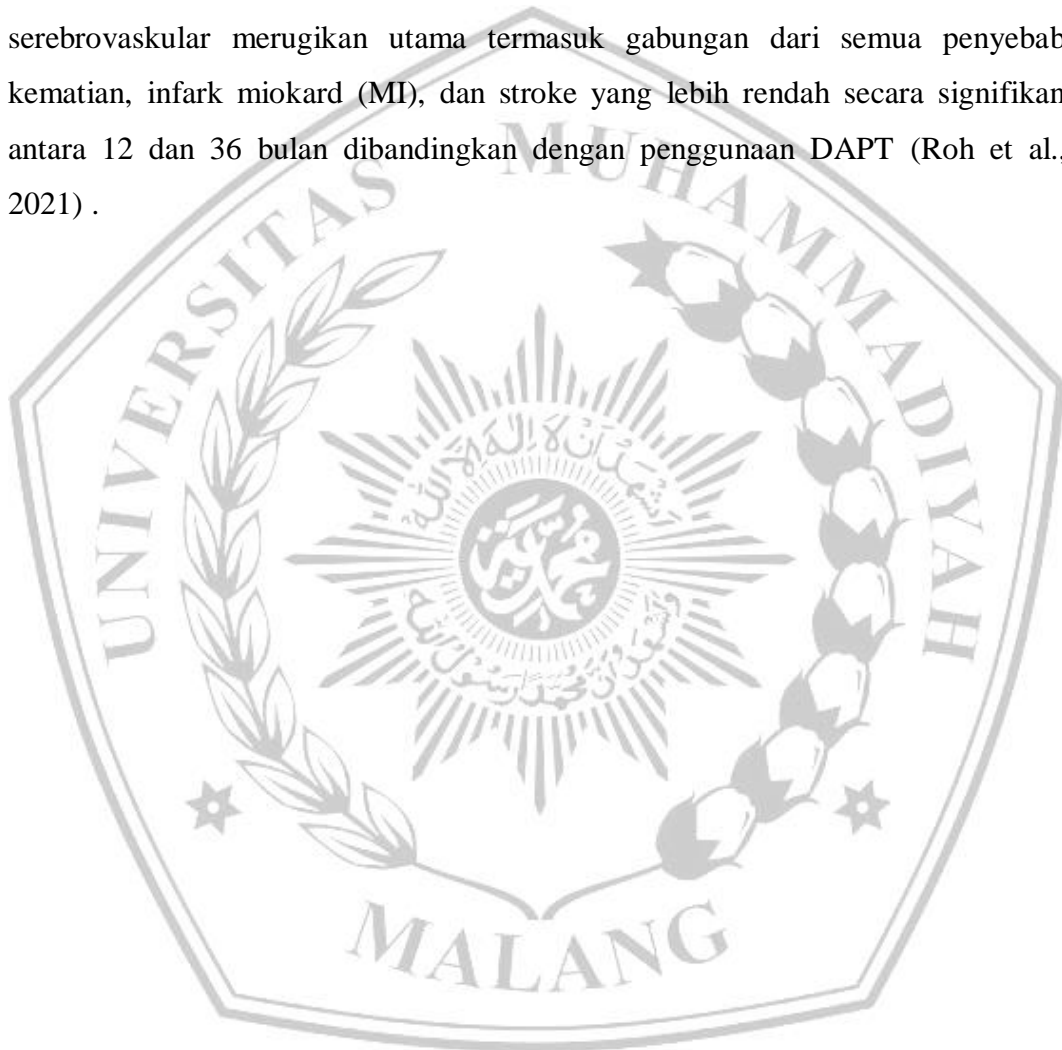 serebrovaskular merugikan utama termasuk gabungan dari semua penyebab
kematian, infark miokard (MI), dan stroke yang lebih rendah secara signifikan
antara 12 dan 36 bulan dibandingkan dengan penggunaan DAPT (Roh et al.,
2021) .
UNIVERSITAS MUHAMMADIYAH
MALANG